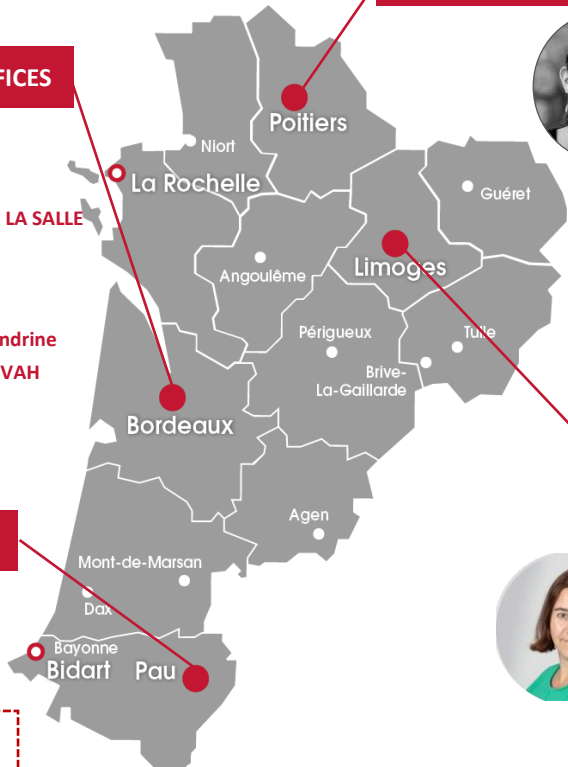 FICES
Poitiers
Niort
La Rochelle
Guéret
LA SALLE
Limoges
Angoulême
ndrine
VAH
Périgueux
Tulle
Brive-
La-Gaillarde
Bordeaux
Agen
Mont-de-Marsan
Dax
Bayonne
Bidart
Pau